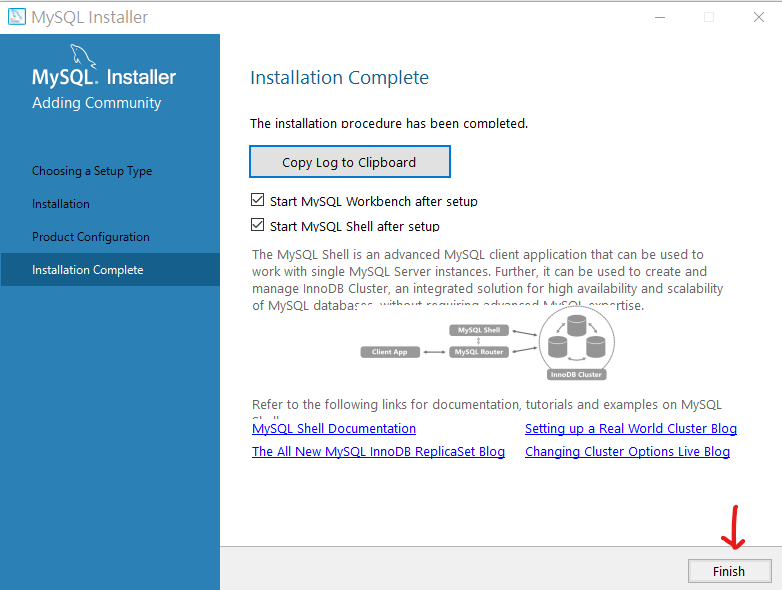 MySQL Installer
MySQL. Installer
Adding Community
Choosing a Setup Type
Installation
Product Configuration
Installation Complete
Installation Complete
The installation procedure has been completed.
Copy Log to Clipboard
Start MySQL Workbench after setup
Start MySQL Shell after setup
The MySQL Shell is an advanced MySQL client application that can be used to
work with single MySQL Server instances. Further, it can be used to create and
manage InnoDB Cluster, an integrated solution for high availability and scalability
of MySQL databases, without requiring advanced MySQL expertise.
MySQL Shell
Client App
MySQL Router
InnoDB Cluster
Refer to the following links for documentation, tutorials and examples on MySQL
Shell
MySQL Shell Documentation
Setting up a Real World Cluster Blog
The All New MySQL InnoDB ReplicaSet Blog
Changing Cluster Options Live Blog
Finish